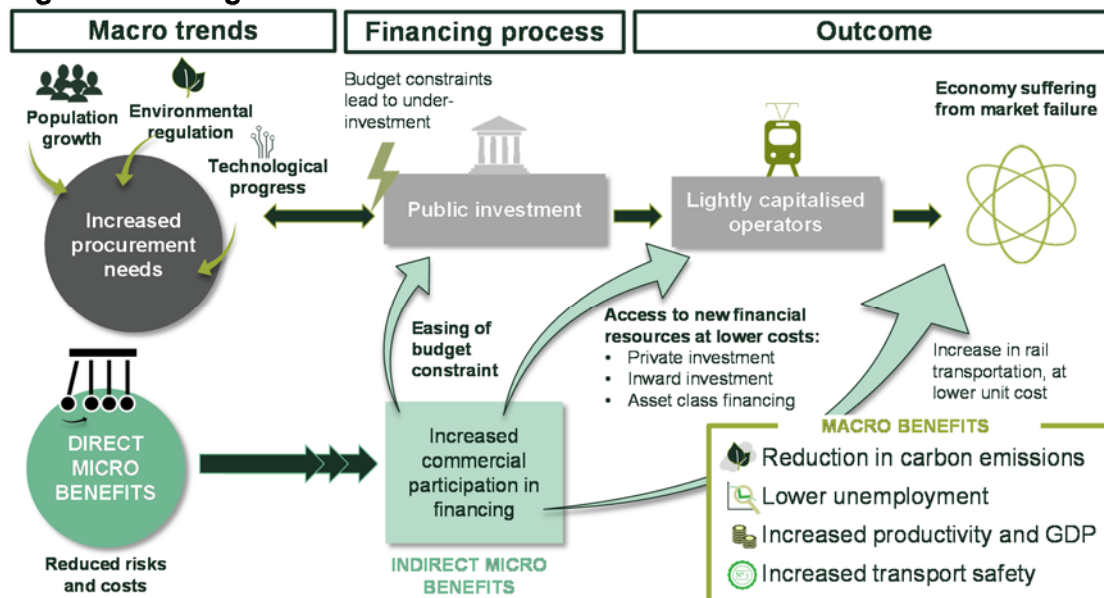 Macro trends
Financing process
Outcome
Population
growth
Environmental
regulation
Technological
progress
Increased
procurement
needs
Budget constraints
lead to under-
investment
Public investment
Lightly capitalised
operators
Economy suffering
from market failure
Easing of
budget
constraint
Access to new financial
resources at lower costs:
• Private investment
• Inward investment
• Asset class financing
Increase in rail
transportation, at
lower unit cost
DIRECT
MICRO
BENEFITS
Reduced risks
and costs
Increased
commercial
participation in
financing
INDIRECT MICRO
BENEFITS
MACRO BENEFITS
Reduction in carbon emissions
Lower unemployment
Increased productivity and GDP
Increased transport safety